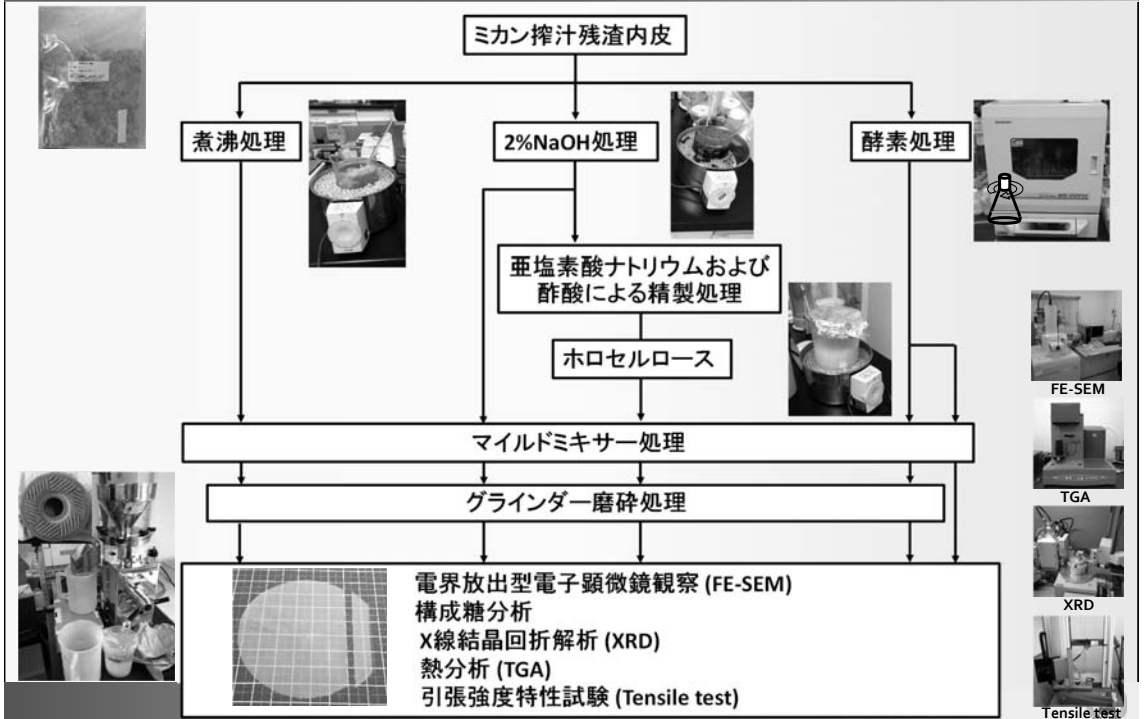 ミカン搾汁残渣内皮
煮沸処理
2%NaOH処理
酵素処理
亜塩素酸ナトリウムおよび
酢酸による精製処理
ホロセルロース
マイルドミキサー処理
グラインダー磨砕処理
電界放出型電子顕微鏡観察 (FE-SEM)
構成糖分析
X線結晶回折解析 (XRD)
熱分析 (TGA)
引張強度特性試験 (Tensile test)
FE-SEM
TGA
XRD
Tensile test